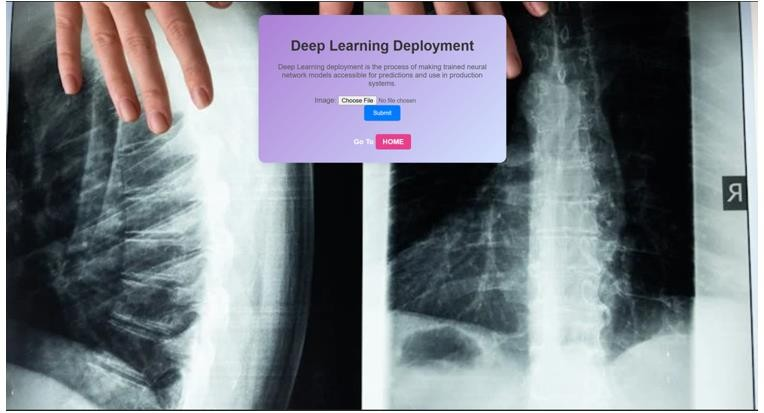 Deep Learning Deployment
Deep Learning deployment is the process of making trained neural
network models accessible for predictions and use in production
systems.
Image: Choose File No file chosen
Submit
Go To HOME
R